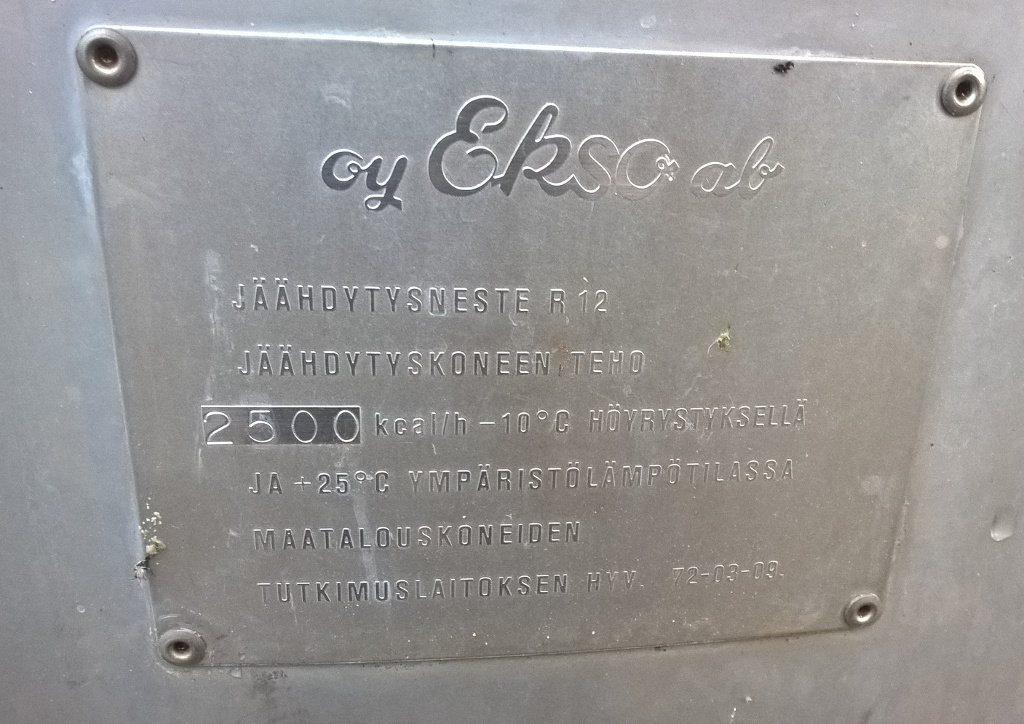 oy Ekso ab
JÄÄHDYTYSNESTE R 12
JÄÄHDYTYSKONEEN TEHO
2500 kcal/h -10°C HÖYRYSTYKSELLÄ
JA +25°C YMPÄRISTÖLÄMPÖTILASSA
MAATALOUSKONEIDEN
TUTKIMUSLAITOKSEN HYV. 72-03-09.